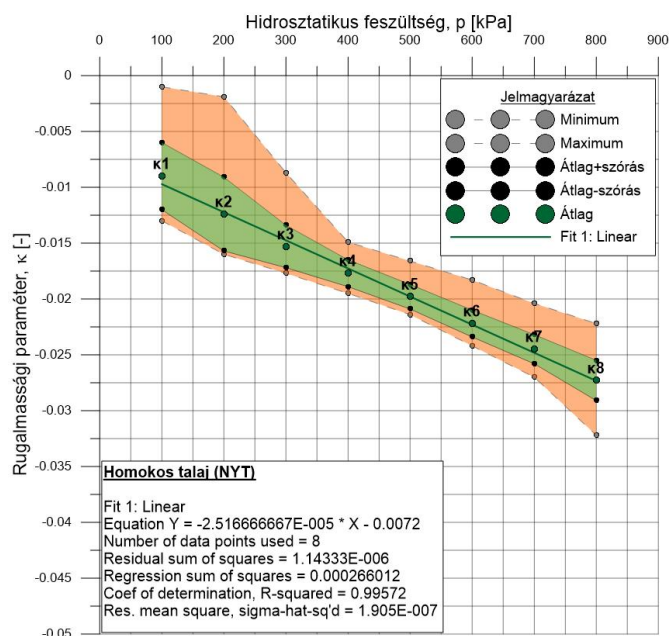 Hidrosztatikus feszültség, p [kPa]
0 100 200 300 400 500 600 700 800 900
Rugalmassági paraméter, κ [-]
0
-0.005
-0.01
-0.015
-0.02
-0.025
-0.03
-0.035
-0.04
-0.045
-0.05
Jelmagyarázat
Minimum
Maximum
Átlag+szórás
Átlag-szórás
Átlag
Fit 1: Linear
κ1
κ2
κ3
κ4
κ5
κ6
κ7
κ8
Homokos talaj (NYT)
Fit 1: Linear
Equation Y = -2.516666667E-005 * X - 0.0072
Number of data points used = 8
Residual sum of squares = 1.14333E-006
Regression sum of squares = 0.000266012
Coef of determination, R-squared = 0.99572
Res. mean square, sigma-hat-sq'd = 1.905E-007